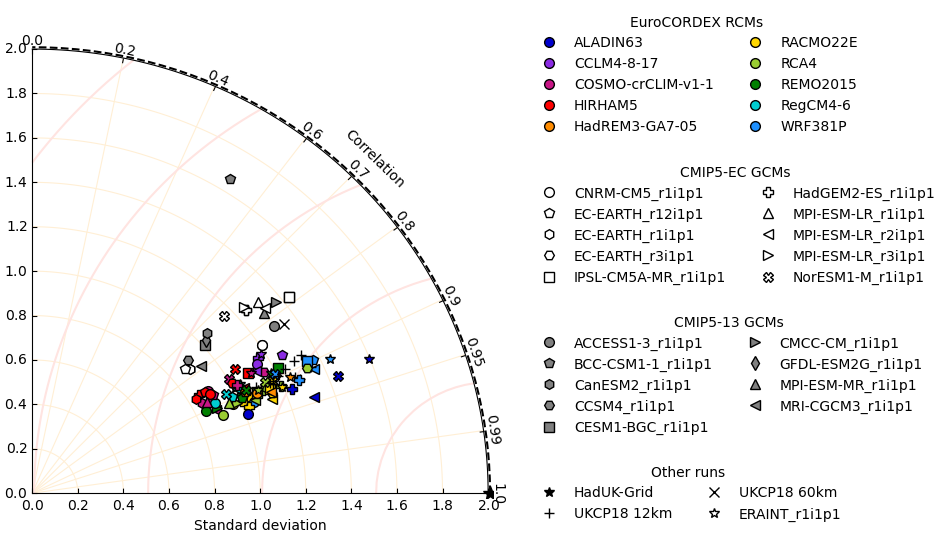 EuroCORDEX RCMs
ALADIN63
RACMO22E
CCLM4-8-17
RCA4
COSMO-crCLIM-v1-1
REMO2015
HIRHAM5
RegCM4-6
HadREM3-GA7-05
WRF381P
CMIP5-EC GCMs
CNRM-CM5_r1i1p1
HadGEM2-ES_r1i1p1
EC-EARTH_r12i1p1
MPI-ESM-LR_r1i1p1
EC-EARTH_r1i1p1
MPI-ESM-LR_r2i1p1
EC-EARTH_r3i1p1
MPI-ESM-LR_r3i1p1
IPSL-CM5A-MR_r1i1p1
NorESM1-M_r1i1p1
CMIP5-13 GCMs
ACCESS1-3_r1i1p1
CMCC-CM_r1i1p1
BCC-CSM1-1_r1i1p1
GFDL-ESM2G_r1i1p1
CanESM2_r1i1p1
MPI-ESM-MR_r1i1p1
CCSM4_r1i1p1
MRI-CGCM3_r1i1p1
CESM1-BGC_r1i1p1
Other runs
HadUK-Grid
UKCP18 60km
UKCP18 12km
ERAINT_r1i1p1
Correlation
0.0
0.2
0.4
0.6
0.7
0.8
0.9
0.95
0.99
1.0
2.0
1.8
1.6
1.4
1.2
1.0
0.8
0.6
0.4
0.2
0.0
0.0 0.2 0.4 0.6 0.8 1.0 1.2 1.4 1.6 1.8 2.0
Standard deviation